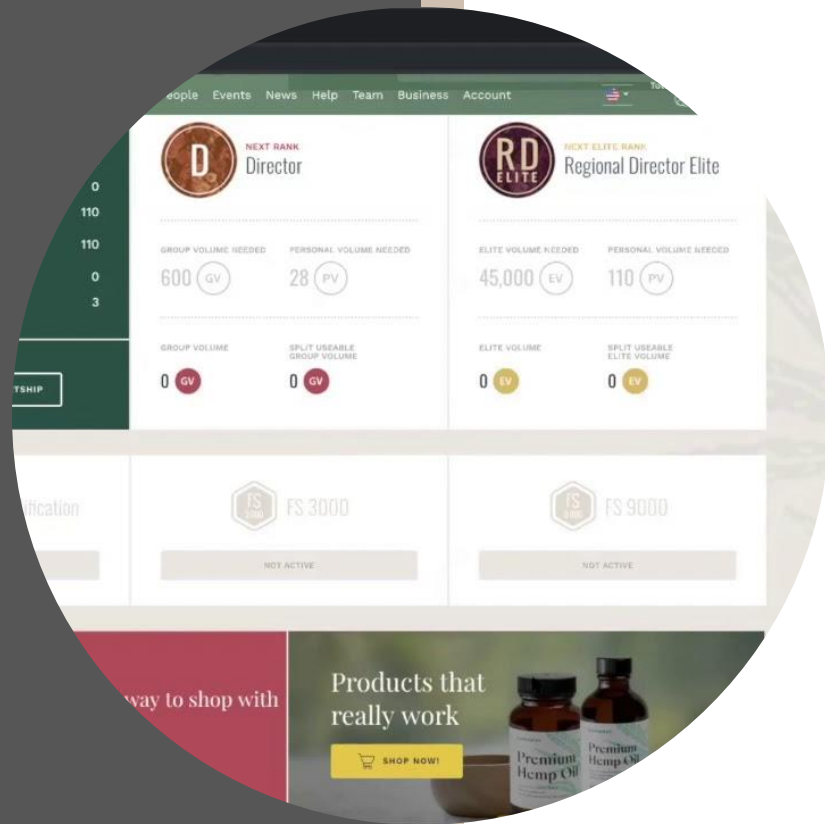 eople Events News Help Team Business Account
D
NEXT RANK
Director
RD
ELITE
NEXT ELITE RANK
Regional Director Elite
0
110
110
0
3
TSHIP
GROUP VOLUME NEEDED
600 GV
PERSONAL VOLUME NEEDED
28 PV
ELITE VOLUME NEEDED
45,000 EV
PERSONAL VOLUME NEEDED
110 PV
GROUP VOLUME
0 GV
SPLIT USEABLE
GROUP VOLUME
0 GV
ELITE VOLUME
0 EV
SPLIT USEABLE
ELITE VOLUME
0 EV
ification
FS
3000
FS 3000
NOT ACTIVE
FS
FS 9000
NOT ACTIVE
way to shop with
Products that
really work
SHOP NOW!
Premium
Hemp Oil
Premium
Hemp Oil